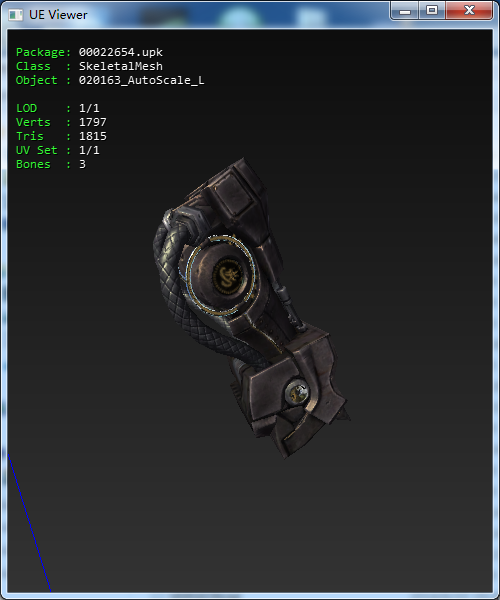 UE Viewer
Package: 00022654.upk
Class : SkeletalMesh
Object : 020163_AutoScale_L
LOD : 1/1
Verts : 1797
Tris : 1815
UV Set : 1/1
Bones : 3